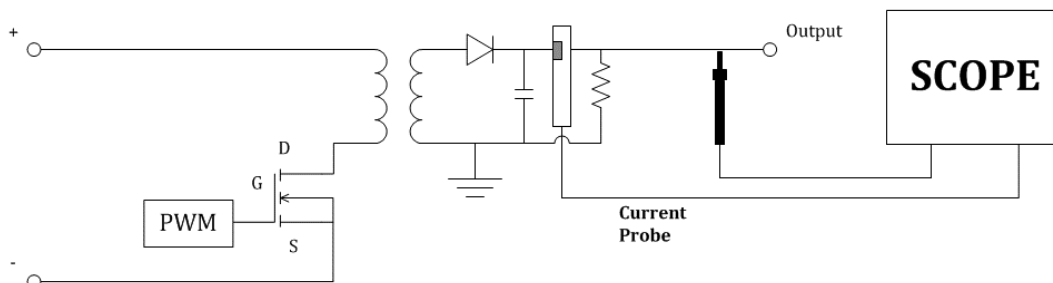 +
Output
SCOPE
D
G
PWM
S
Current
Probe
-